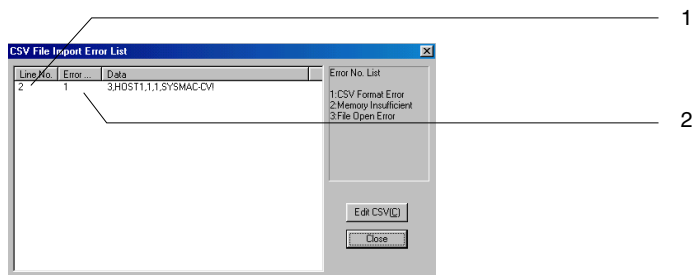 1
CSV File Import Error List
Line No. Error ... Data
2 1 3,HOST1,1,1,SYSMAC-CV!
Error No. List
1:CSV Format Error
2:Memory Insufficient
3:File Open Error
2
Edit CSV(C)
Close